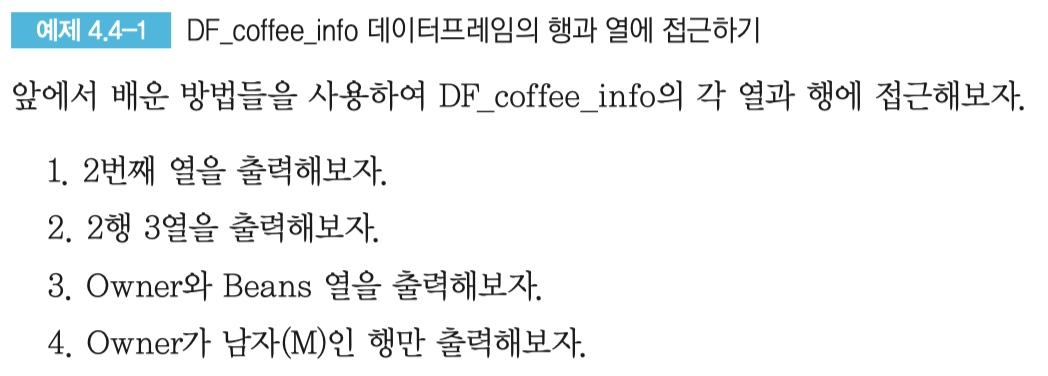 예제 4.4-1 DF_coffee_info 데이터프레임의 행과 열에 접근하기
앞에서 배운 방법들을 사용하여 DF_coffee_info의 각 열과 행에 접근해보자.
1. 2번째 열을 출력해보자.
2. 2행 3열을 출력해보자.
3. Owner와 Beans 열을 출력해보자.
4. Owner가 남자(M)인 행만 출력해보자.